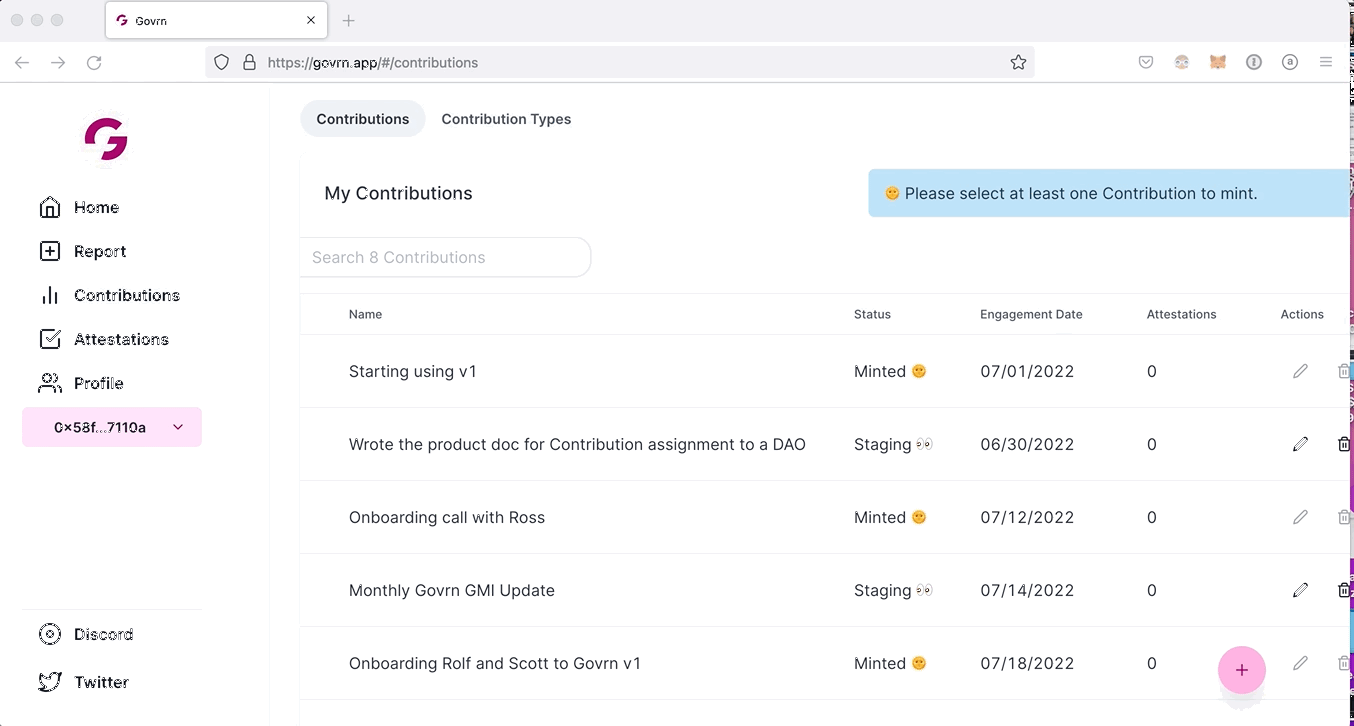 Govrn
https://govrn.app/#/contributions
Contributions Contribution Types
My Contributions
🌞 Please select at least one Contribution to mint.
Home
Report
Contributions
Attestations
Profile
0×58f...7110a
Discord
Twitter
Search 8 Contributions
Name Status Engagement Date Attestations Actions
Starting using v1 Minted 🌞 07/01/2022 0
Wrote the product doc for Contribution assignment to a DAO Staging 👀 06/30/2022 0
Onboarding call with Ross Minted 🌞 07/12/2022 0
Monthly Govrn GMI Update Staging 👀 07/14/2022 0
Onboarding Rolf and Scott to Govrn v1 Minted 🌞 07/18/2022 0